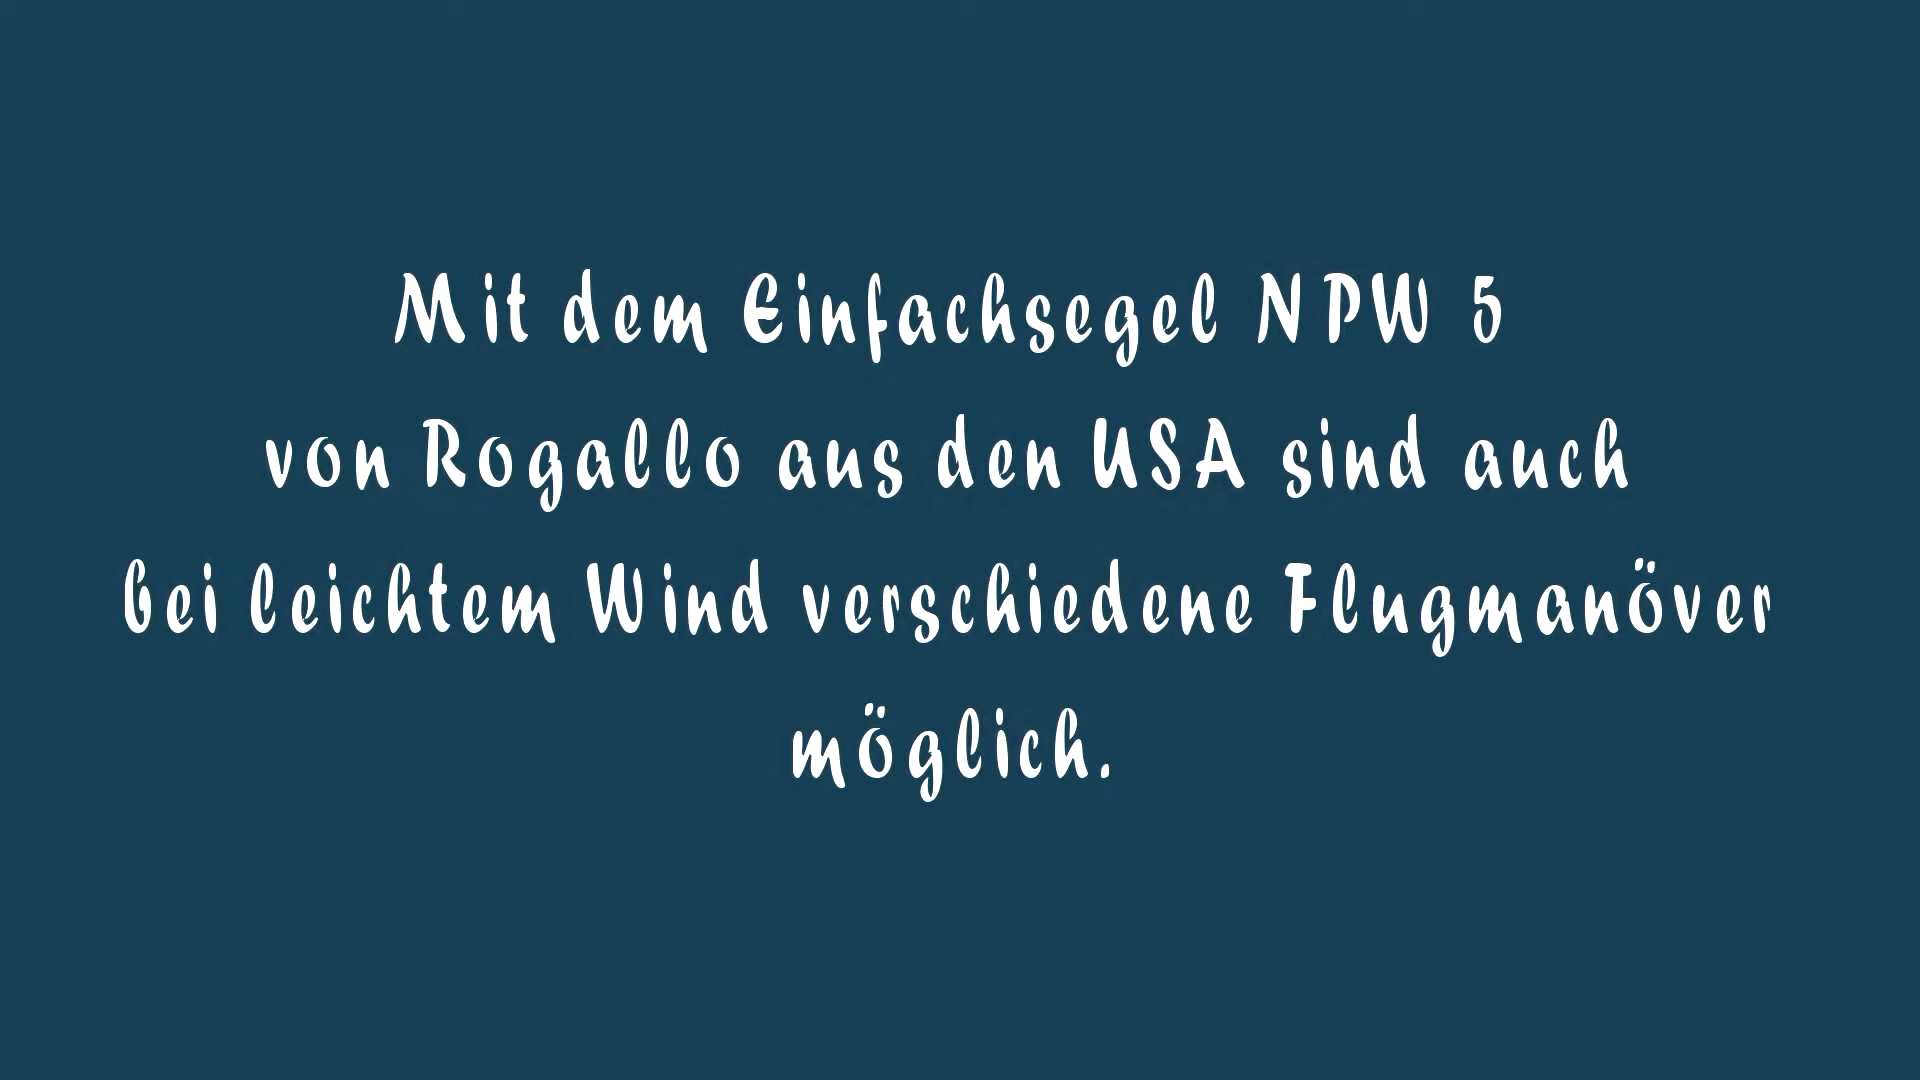 Mit dem Einfachsegel NPW 5
von Rogallo aus den USA sind auch
bei leichtem Wind verschiedene Flugmanöver
möglich.